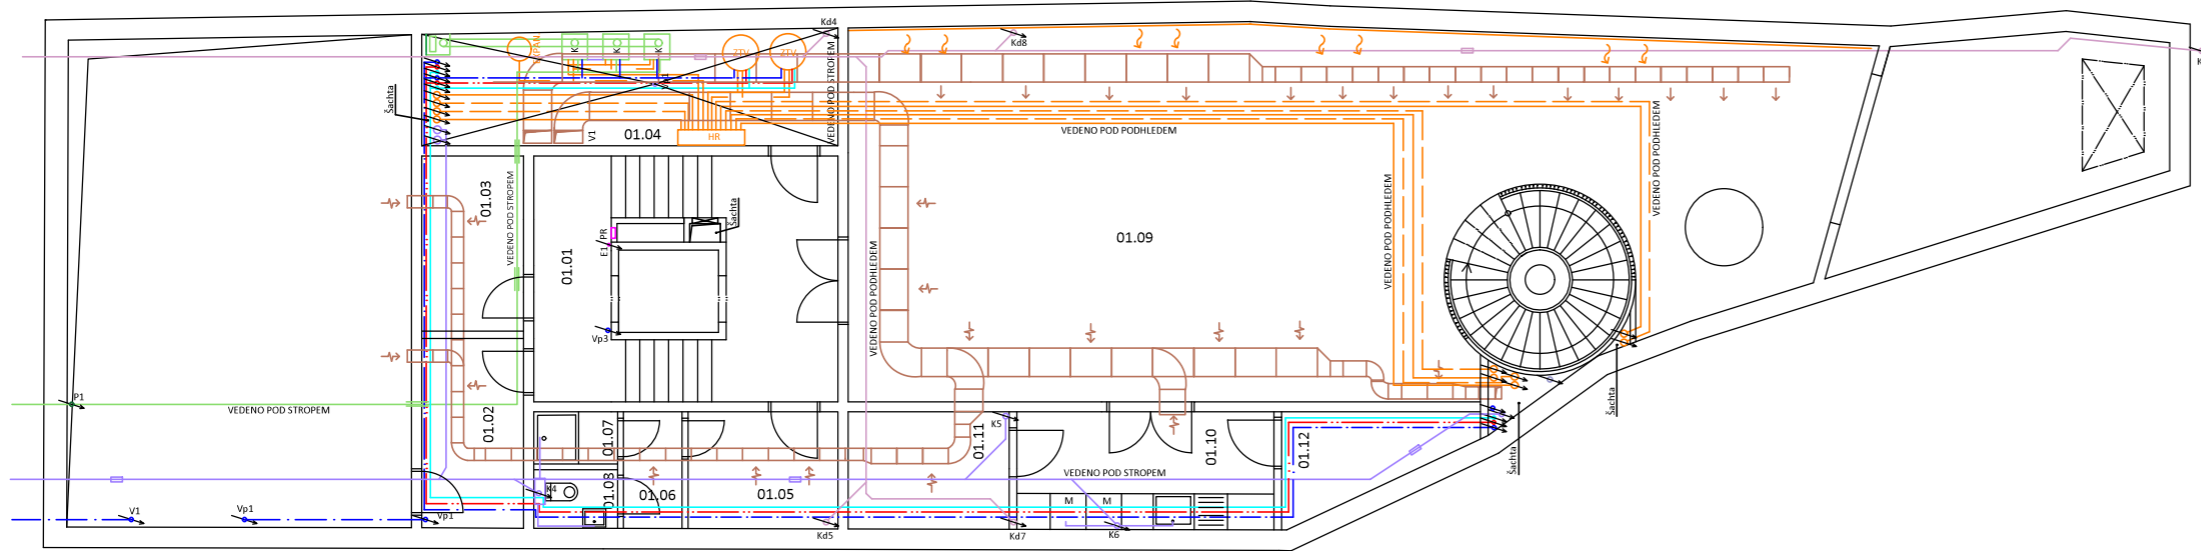 Kd4
Kd8
EXPAN.
K
K
K
ZTV
ZTV
VEDENO POD STROPEM
Šachta
V1
01.04
HR
VEDENO POD PODHLEDEM
VEDENO POD PODHLEDEM
01.03
VEDENO POD STROPEM
Šachta
E1, PR
01.01
01.09
VEDENO POD PODHLEDEM
VEDENO POD PODHLEDEM
Vp3
P1
VEDENO POD STROPEM
01.02
01.07
K5
01.11
01.10
01.12
Šachta
Šachta
VEDENO POD STROPEM
K4
01.08
01.06
01.05
M
M
V1
Vp1
Vp1
Kd5
Kd7
K6